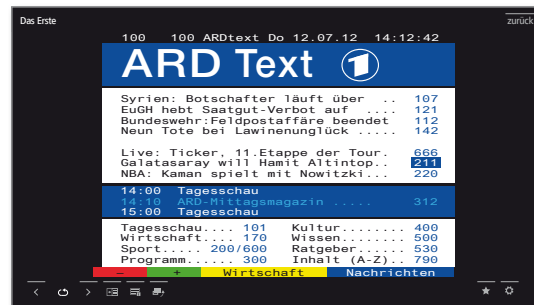 Das Erste
zurück
100 100 ARDtext Do 12.07.12 14:12:42
ARD Text 1
Syrien: Botschafter läuft über .. 107
EuGH hebt Saatgut-Verbot auf .... 121
Bundeswehr:Feldpostaffäre beendet 112
Neun Tote bei Lawinenunglück ..... 142
Live: Ticker, 11.Etappe der Tour. 666
Galatasaray will Hamit Altintop.. 211
NBA: Kaman spielt mit Nowitzki... 220
14:00 Tagesschau
14:10 ARD-Mittagsmagazin ..... 312
15:00 Tagesschau
Tagesschau.... 101 Kultur........ 400
Wirtschaft.... 170 Wissen........ 500
Sport..... 200/600 Ratgeber...... 530
Programm...... 300 Inhalt (A-Z).. 790
– + Wirtschaft Nachrichten